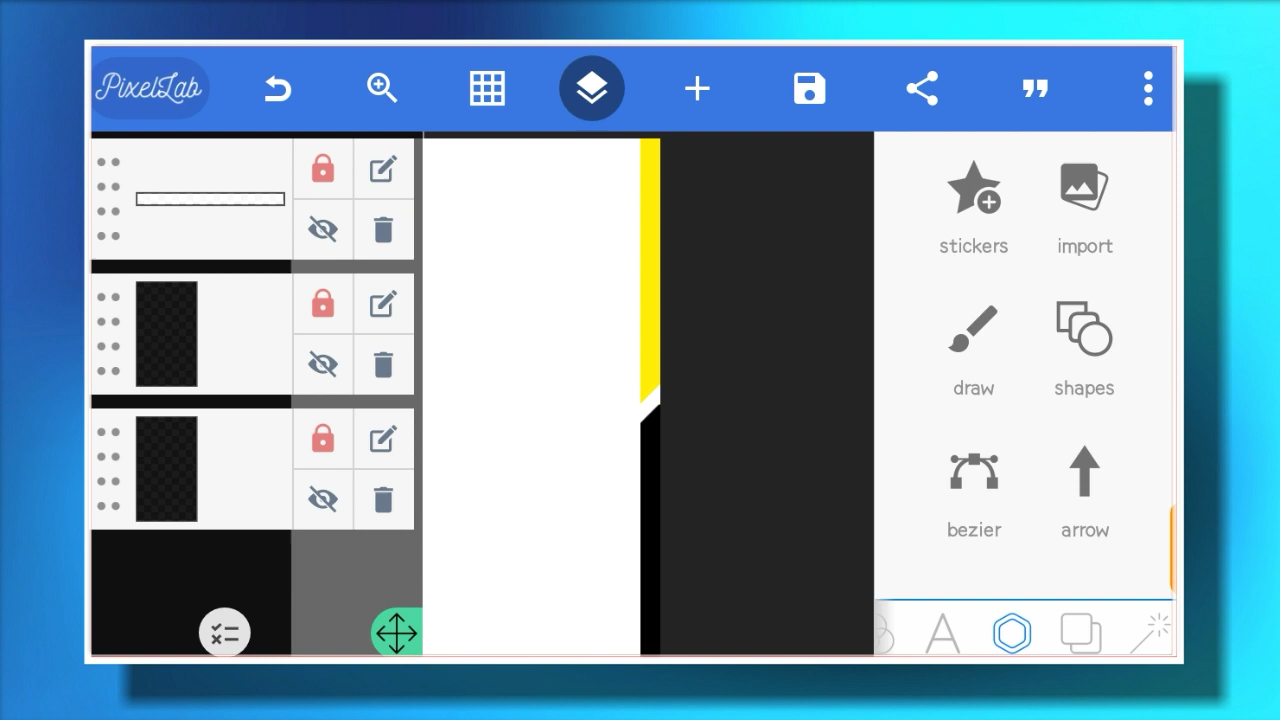 PixelLab
stickers
import
draw
shapes
bezier
arrow